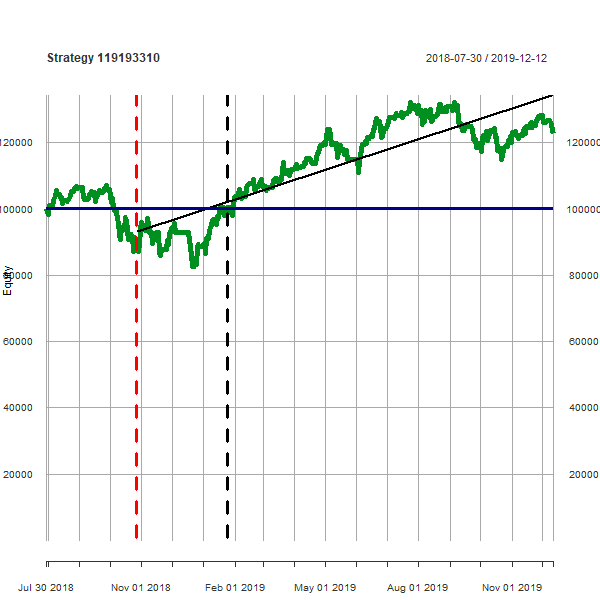 Strategy 119193310
2018-07-30 / 2019-12-12
120000
120000
100000
100000
80000
80000
Equity
60000
60000
40000
40000
20000
20000
Jul 30 2018
Nov 01 2018
Feb 01 2019
May 01 2019
Aug 01 2019
Nov 01 2019